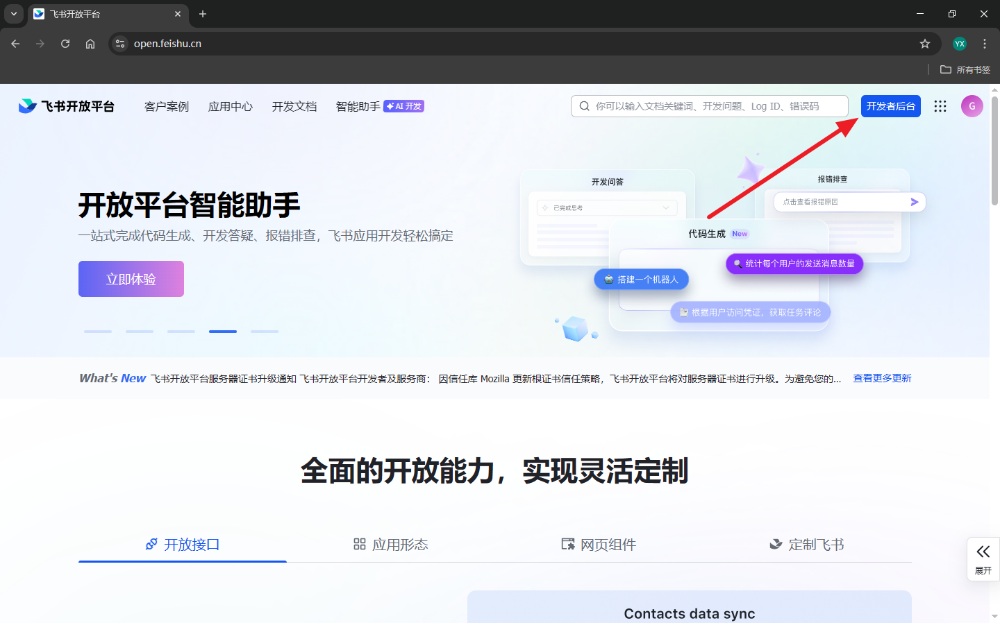 飞书开放平台
open.feishu.cn
YX
所有书签
飞书开放平台 客户案例 应用中心 开发文档 智能助手 AI 开发 你可以输入文档关键词、开发问题、Log ID、错误码 开发者后台 G
开发问答
已完成思考
报错排查
点击查看报错原因
代码生成 New
统计每个用户的发送消息数量
搭建一个机器人
根据用户访问凭证，获取任务评论
开放平台智能助手
一站式完成代码生成、开发答疑、报错排查，飞书应用开发轻松搞定
立即体验
What's New 飞书开放平台服务器证书升级通知 飞书开放平台开发者及服务商： 因信任库 Mozilla 更新根证书信任策略，飞书开放平台将对服务器证书进行升级。为避免您的... 查看更多更新
全面的开放能力，实现灵活定制
开放接口 应用形态 网页组件 定制飞书
展开
Contacts data sync